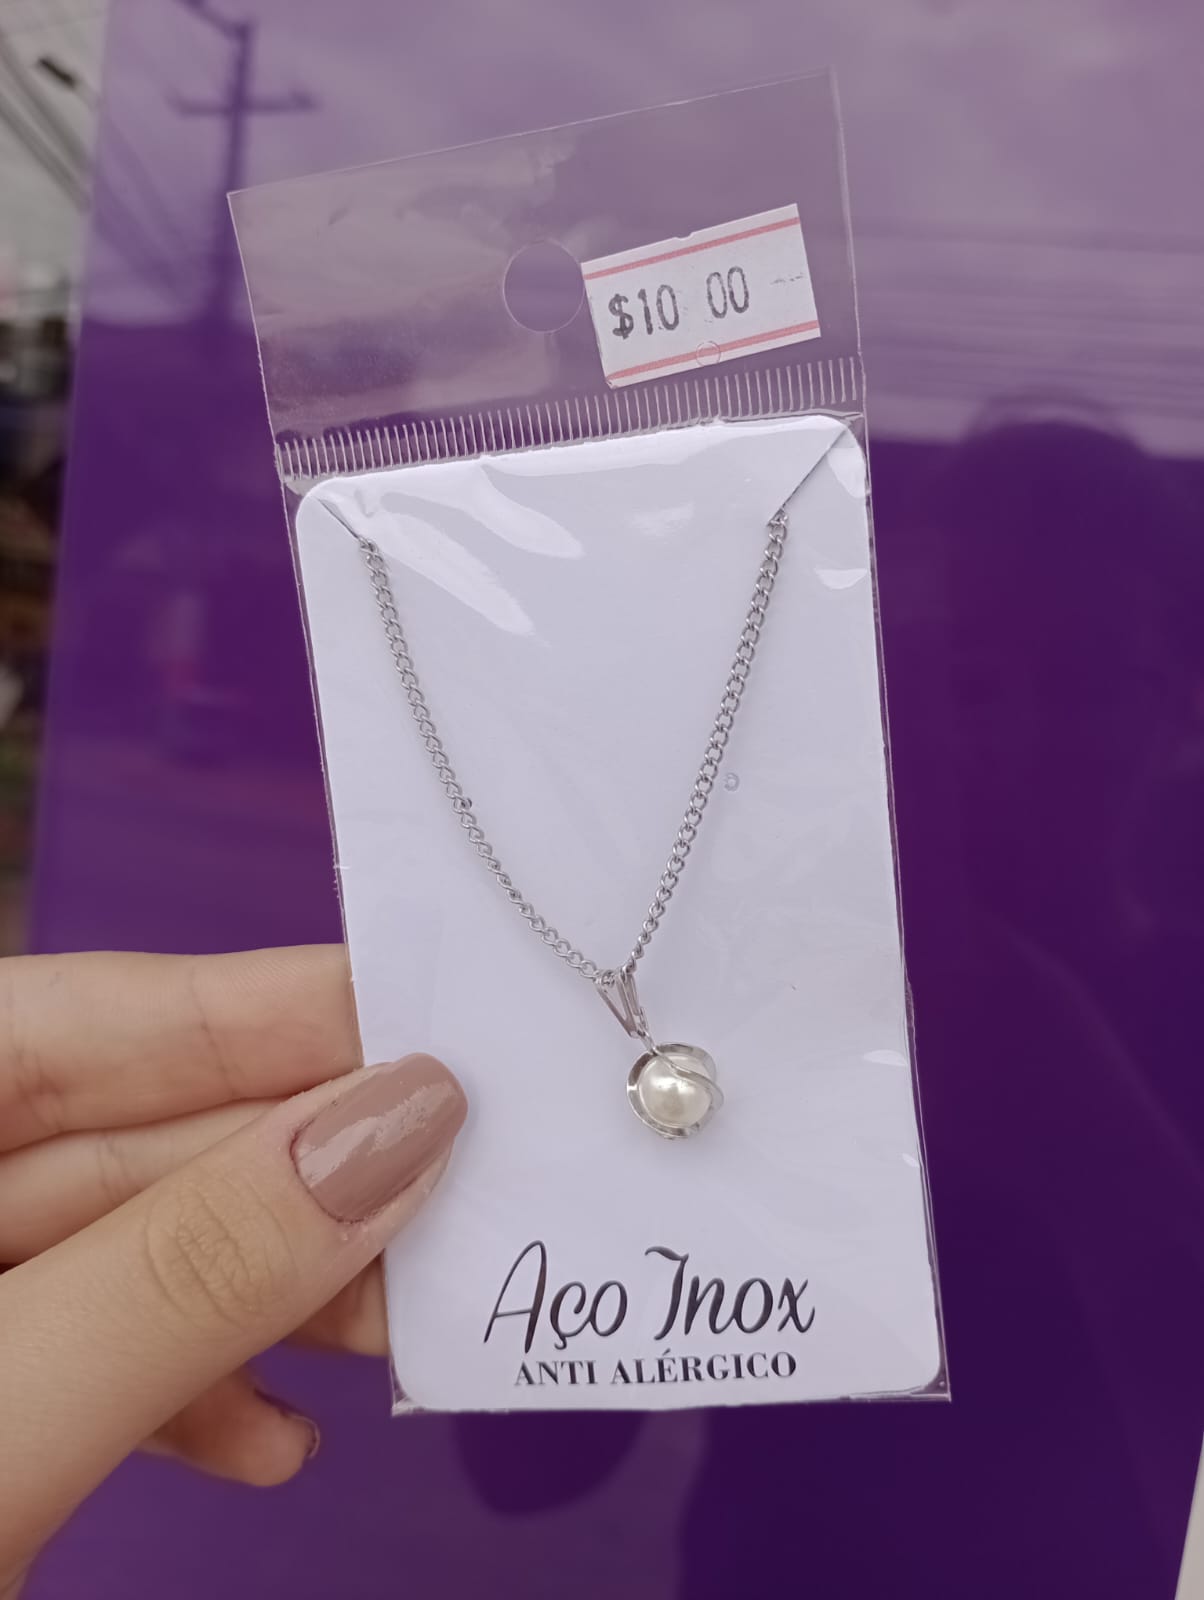 $10 00
Aço Inox
ANTI ALÉRGICO